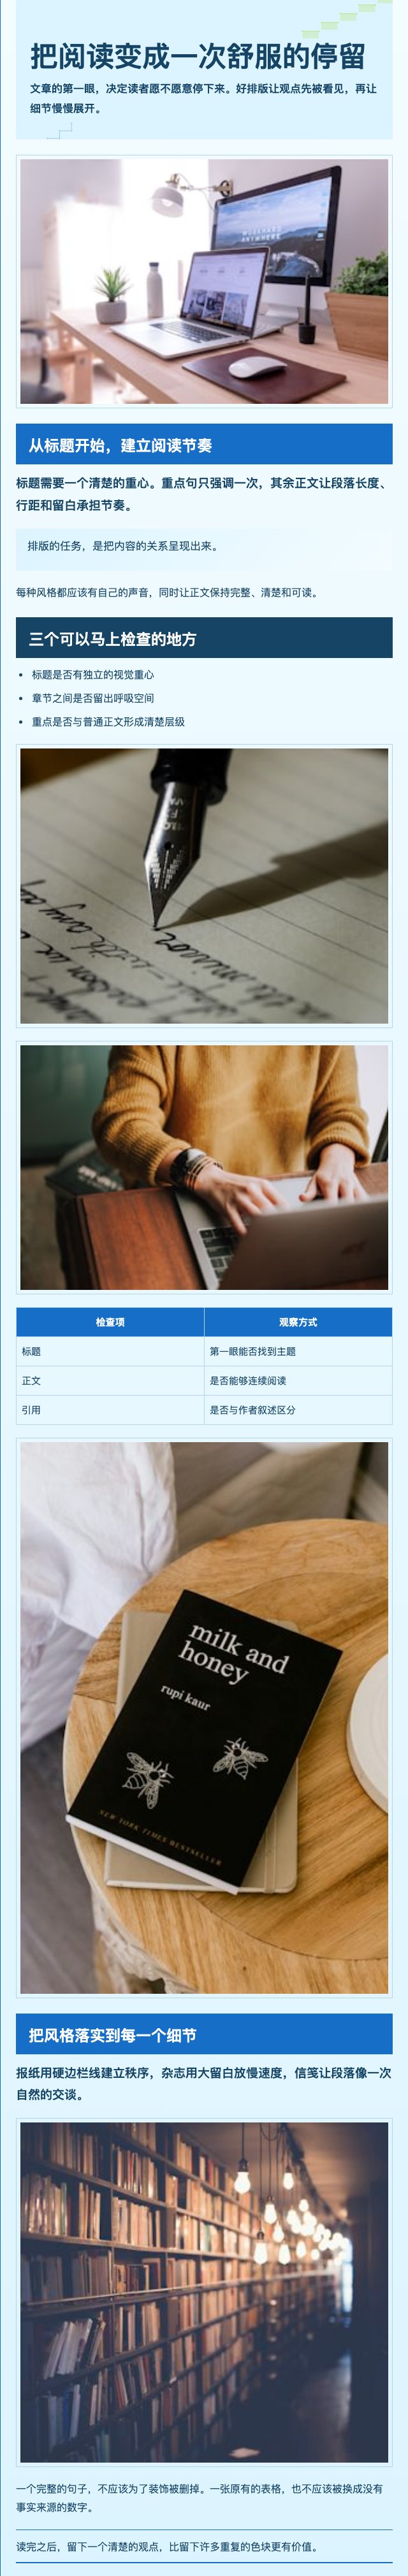 把阅读变成一次舒服的停留
文章的第一眼，决定读者愿不愿意停下来。好排版让观点先被看见，再让
细节慢慢展开。
从标题开始，建立阅读节奏
标题需要一个清楚的重心。重点句只强调一次，其余正文让段落长度、
行距和留白承担节奏。
排版的任务，是把内容的关系呈现出来。
每种风格都应该有自己的声音，同时让正文保持完整、清楚和可读。
三个可以马上检查的地方
标题是否有独立的视觉重心
章节之间是否留出呼吸空间
重点是否与普通正文形成清楚层级
检查项 观察方式
标题 第一眼能否找到主题
正文 是否能够连续阅读
引用 是否与作者叙述区分
milk and
honey
rupi kaur
NEW YORK TIMES BESTSELLER
把风格落实到每一个细节
报纸用硬边栏线建立秩序，杂志用大留白放慢速度，信笺让段落像一次
自然的交谈。
一个完整的句子，不应该为了装饰被删掉。一张原有的表格，也不应该被换成没有
事实来源的数字。
读完之后，留下一个清楚的观点，比留下许多重复的色块更有价值。